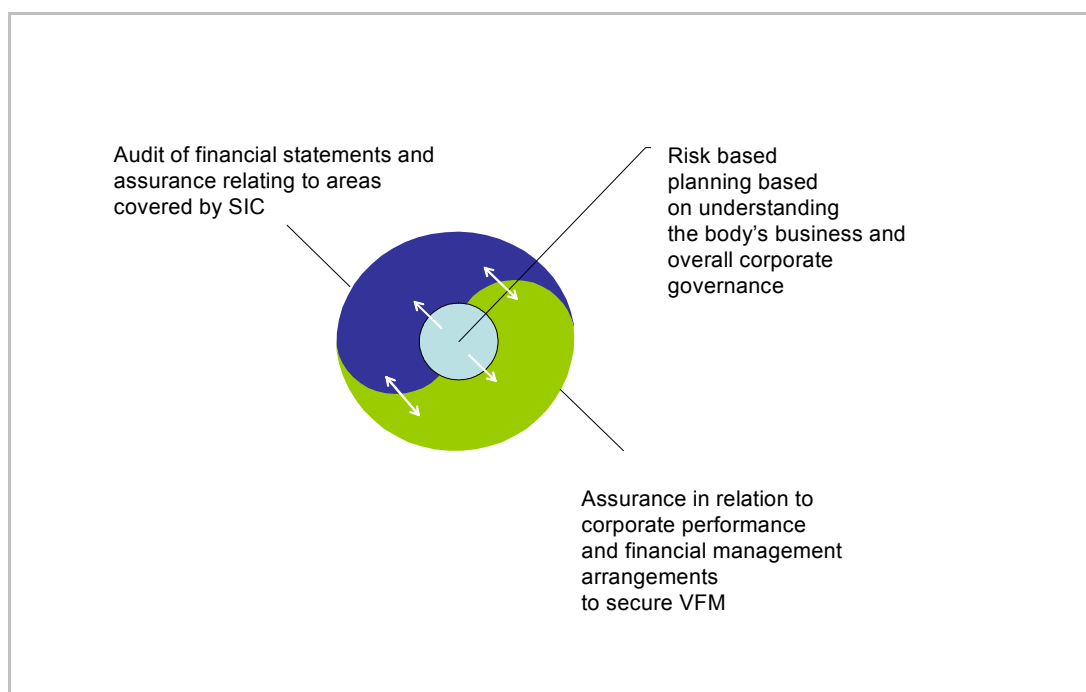 Audit of financial statements and
assurance relating to areas
covered by SIC
Risk based
planning based
on understanding
the body’s business and
overall corporate
governance
Assurance in relation to
corporate performance
and financial management
arrangements
to secure VFM